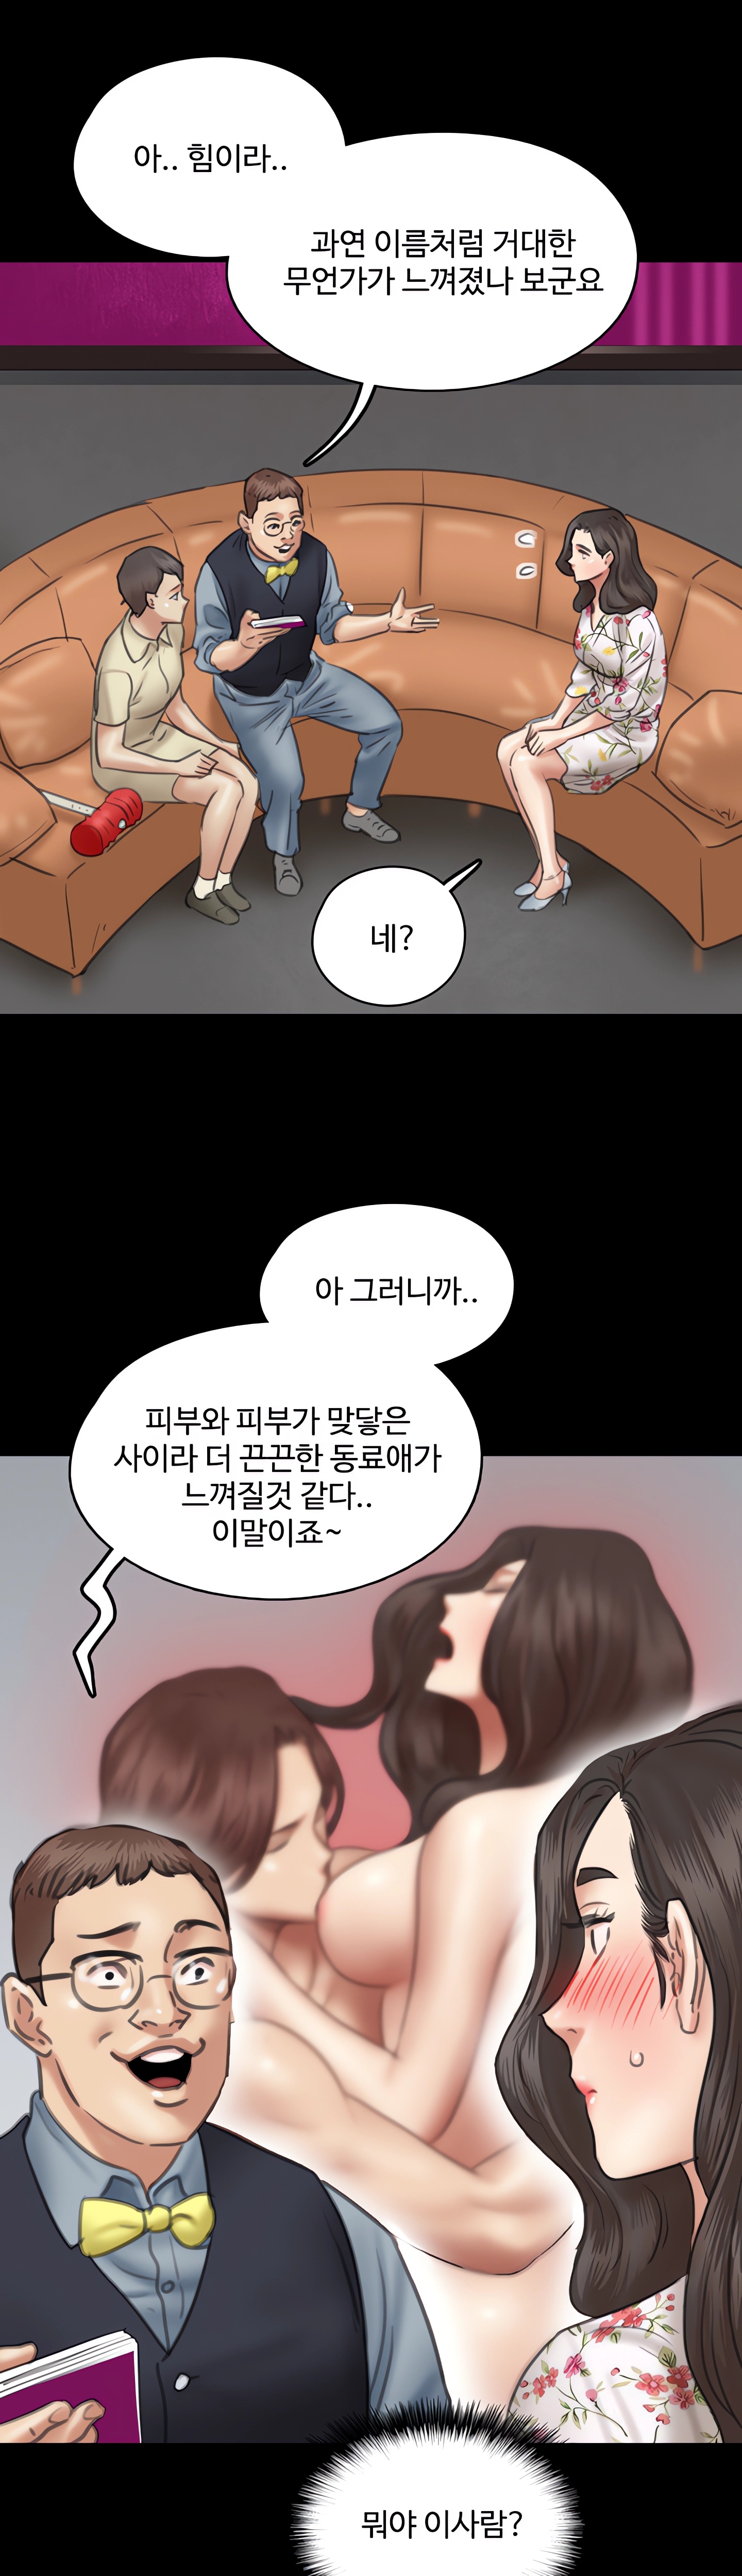 아.. 힘이라..
과연 이름처럼 거대한
무언가가 느껴졌나 보군요
네?
아 그러니까..
피부와 피부가 맞닿은
사이라 더 끈끈한 동료애가
느껴질것 같다..
이말이죠~
뭐야 이사람?